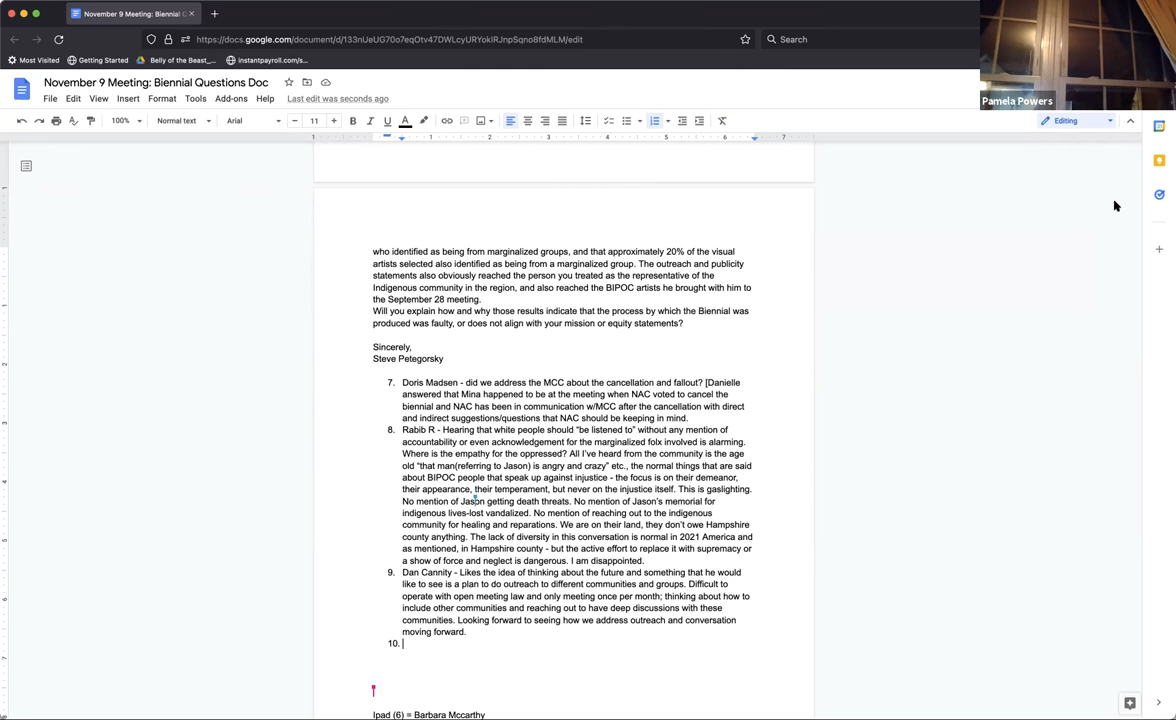 November 9 Meeting: Biennial Q
https://docs.google.com/document/d/133nUeUG70o7eqOtv47DWLcyURYokIRJnpSqno8fdMLM/edit
Search
Most Visited
Getting Started
Belly of the Beast_...
instantpayroll.com/s...
Pamela Powers
November 9 Meeting: Biennial Questions Doc
File Edit View Insert Format Tools Add-ons Help Last edit was seconds ago
100% Normal text Arial 11 B I U A Editing
1 1 2 3 4 5 6 7
who identified as being from marginalized groups, and that approximately 20% of the visual
artists selected also identified as being from a marginalized group. The outreach and publicity
statements also obviously reached the person you treated as the representative of the
Indigenous community in the region, and also reached the BIPOC artists he brought with him to
the September 28 meeting.
Will you explain how and why those results indicate that the process by which the Biennial was
produced was faulty, or does not align with your mission or equity statements?
Sincerely,
Steve Petegorsky
7. Doris Madsen - did we address the MCC about the cancellation and fallout? [Danielle
answered that Mina happened to be at the meeting when NAC voted to cancel the
biennial and NAC has been in communication w/MCC after the cancellation with direct
and indirect suggestions/questions that NAC should be keeping in mind.
8. Rabib R - Hearing that white people should “be listened to” without any mention of
accountability or even acknowledgement for the marginalized folx involved is alarming.
Where is the empathy for the oppressed? All I’ve heard from the community is the age
old “that man(referring to Jason) is angry and crazy” etc., the normal things that are said
about BIPOC people that speak up against injustice - the focus is on their demeanor,
their appearance, their temperament, but never on the injustice itself. This is gaslighting.
No mention of Jason getting death threats. No mention of Jason’s memorial for
indigenous lives-lost vandalized. No mention of reaching out to the indigenous
community for healing and reparations. We are on their land, they don’t owe Hampshire
county anything. The lack of diversity in this conversation is normal in 2021 America and
as mentioned, in Hampshire county - but the active effort to replace it with supremacy or
a show of force and neglect is dangerous. I am disappointed.
9. Dan Cannity - Likes the idea of thinking about the future and something that he would
like to see is a plan to do outreach to different communities and groups. Difficult to
operate with open meeting law and only meeting once per month; thinking about how to
include other communities and reaching out to have deep discussions with these
communities. Looking forward to seeing how we address outreach and conversation
moving forward.
10.
Ipad (6) = Barbara Mccarthy